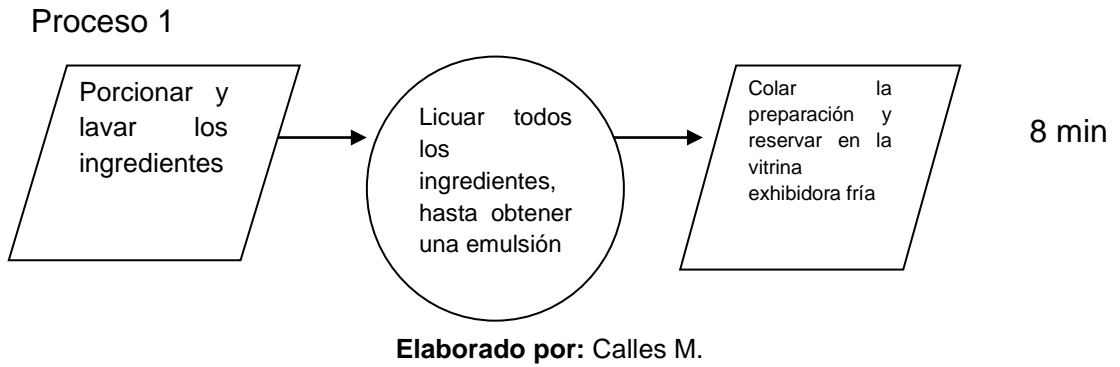 Proceso 1
Porcionar y
lavar los
ingredientes
Licuar todos
los
ingredientes,
hasta obtener
una emulsión
Colar la
preparación y
reservar en la
vitrina
exhibidora fría
8 min
Elaborado por: Calles M.